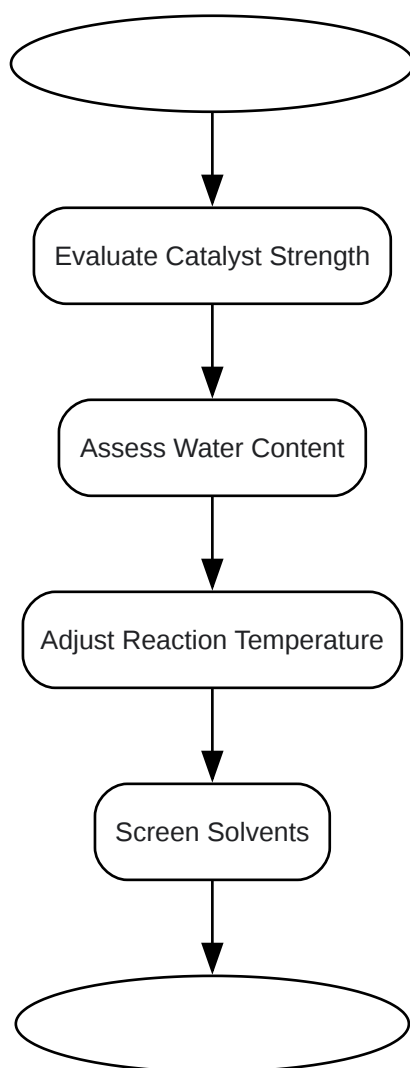 Evaluate Catalyst Strength
Assess Water Content
Adjust Reaction Temperature
Screen Solvents